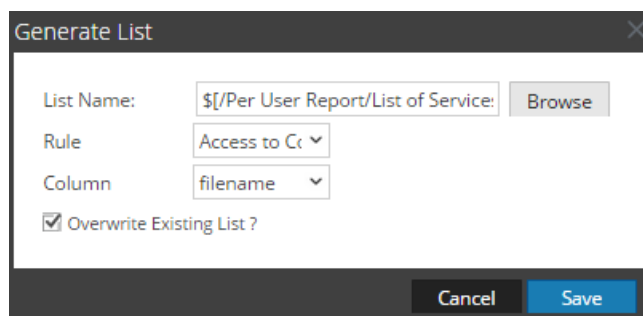 Generate List
List Name: $[/Per User Report/List of Services Browse
Rule Access to Co
Column filename
Overwrite Existing List ?
Cancel Save